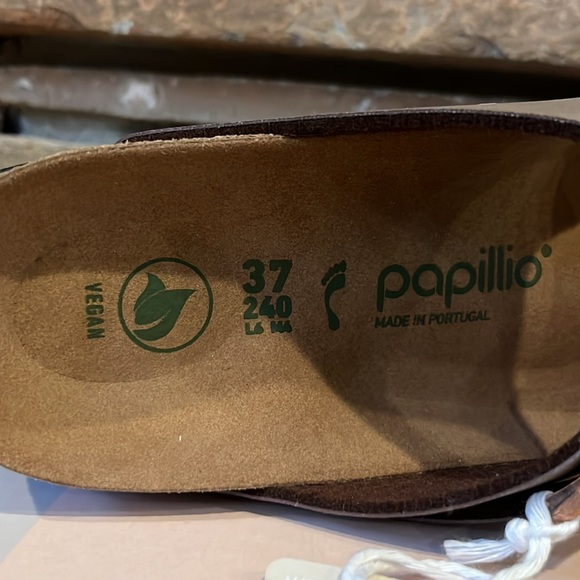 VEGAN
37
240
L6 M4
papillio
MADE IN PORTUGAL